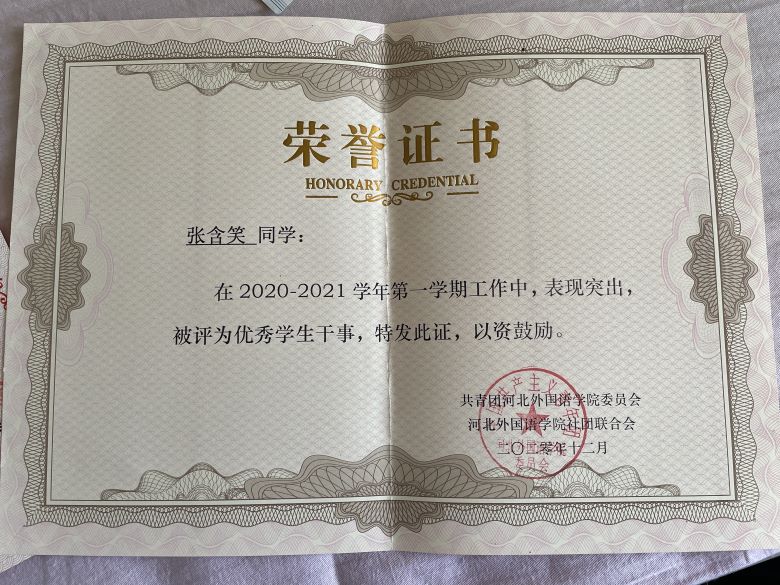 荣誉证书
HONORARY CREDENTIAL
张含笑 同学：
在 2020-2021 学年第一学期工作中，表现突出，
被评为优秀学生干事，特发此证，以资鼓励。
共青团河北外国语学院委员会
河北外国语学院社团联合会
二〇二零年十二月